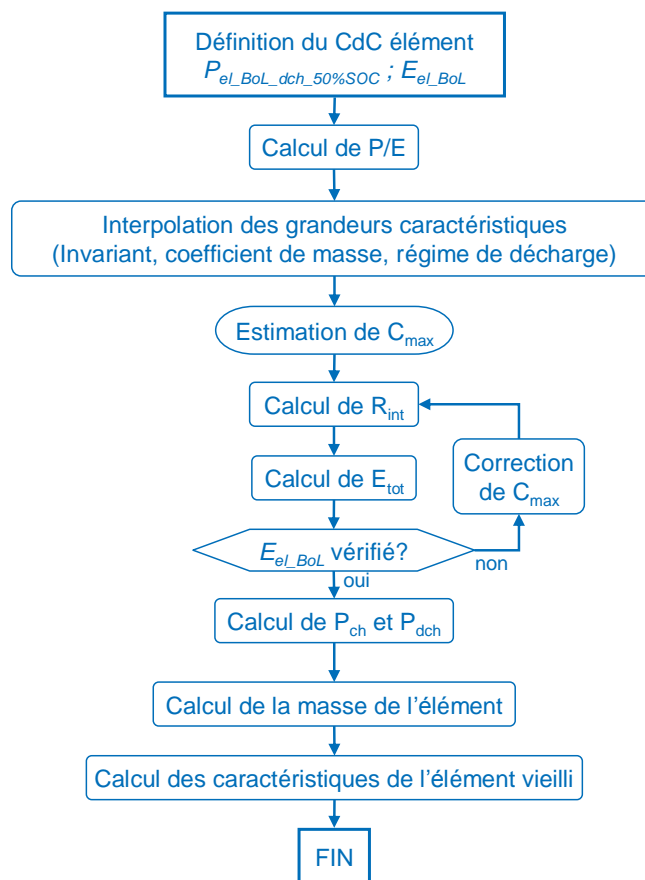 Définition du CdC élément
P_el_BoL_dch_50%SOC ; E_el_BoL
Calcul de P/E
Interpolation des grandeurs caractéristiques
(Invariant, coefficient de masse, régime de décharge)
Estimation de C_max
Calcul de R_int
Calcul de E_tot
Correction
de C_max
E_el_BoL vérifié?
non
oui
Calcul de P_ch et P_dch
Calcul de la masse de l'élément
Calcul des caractéristiques de l'élément vieilli
FIN